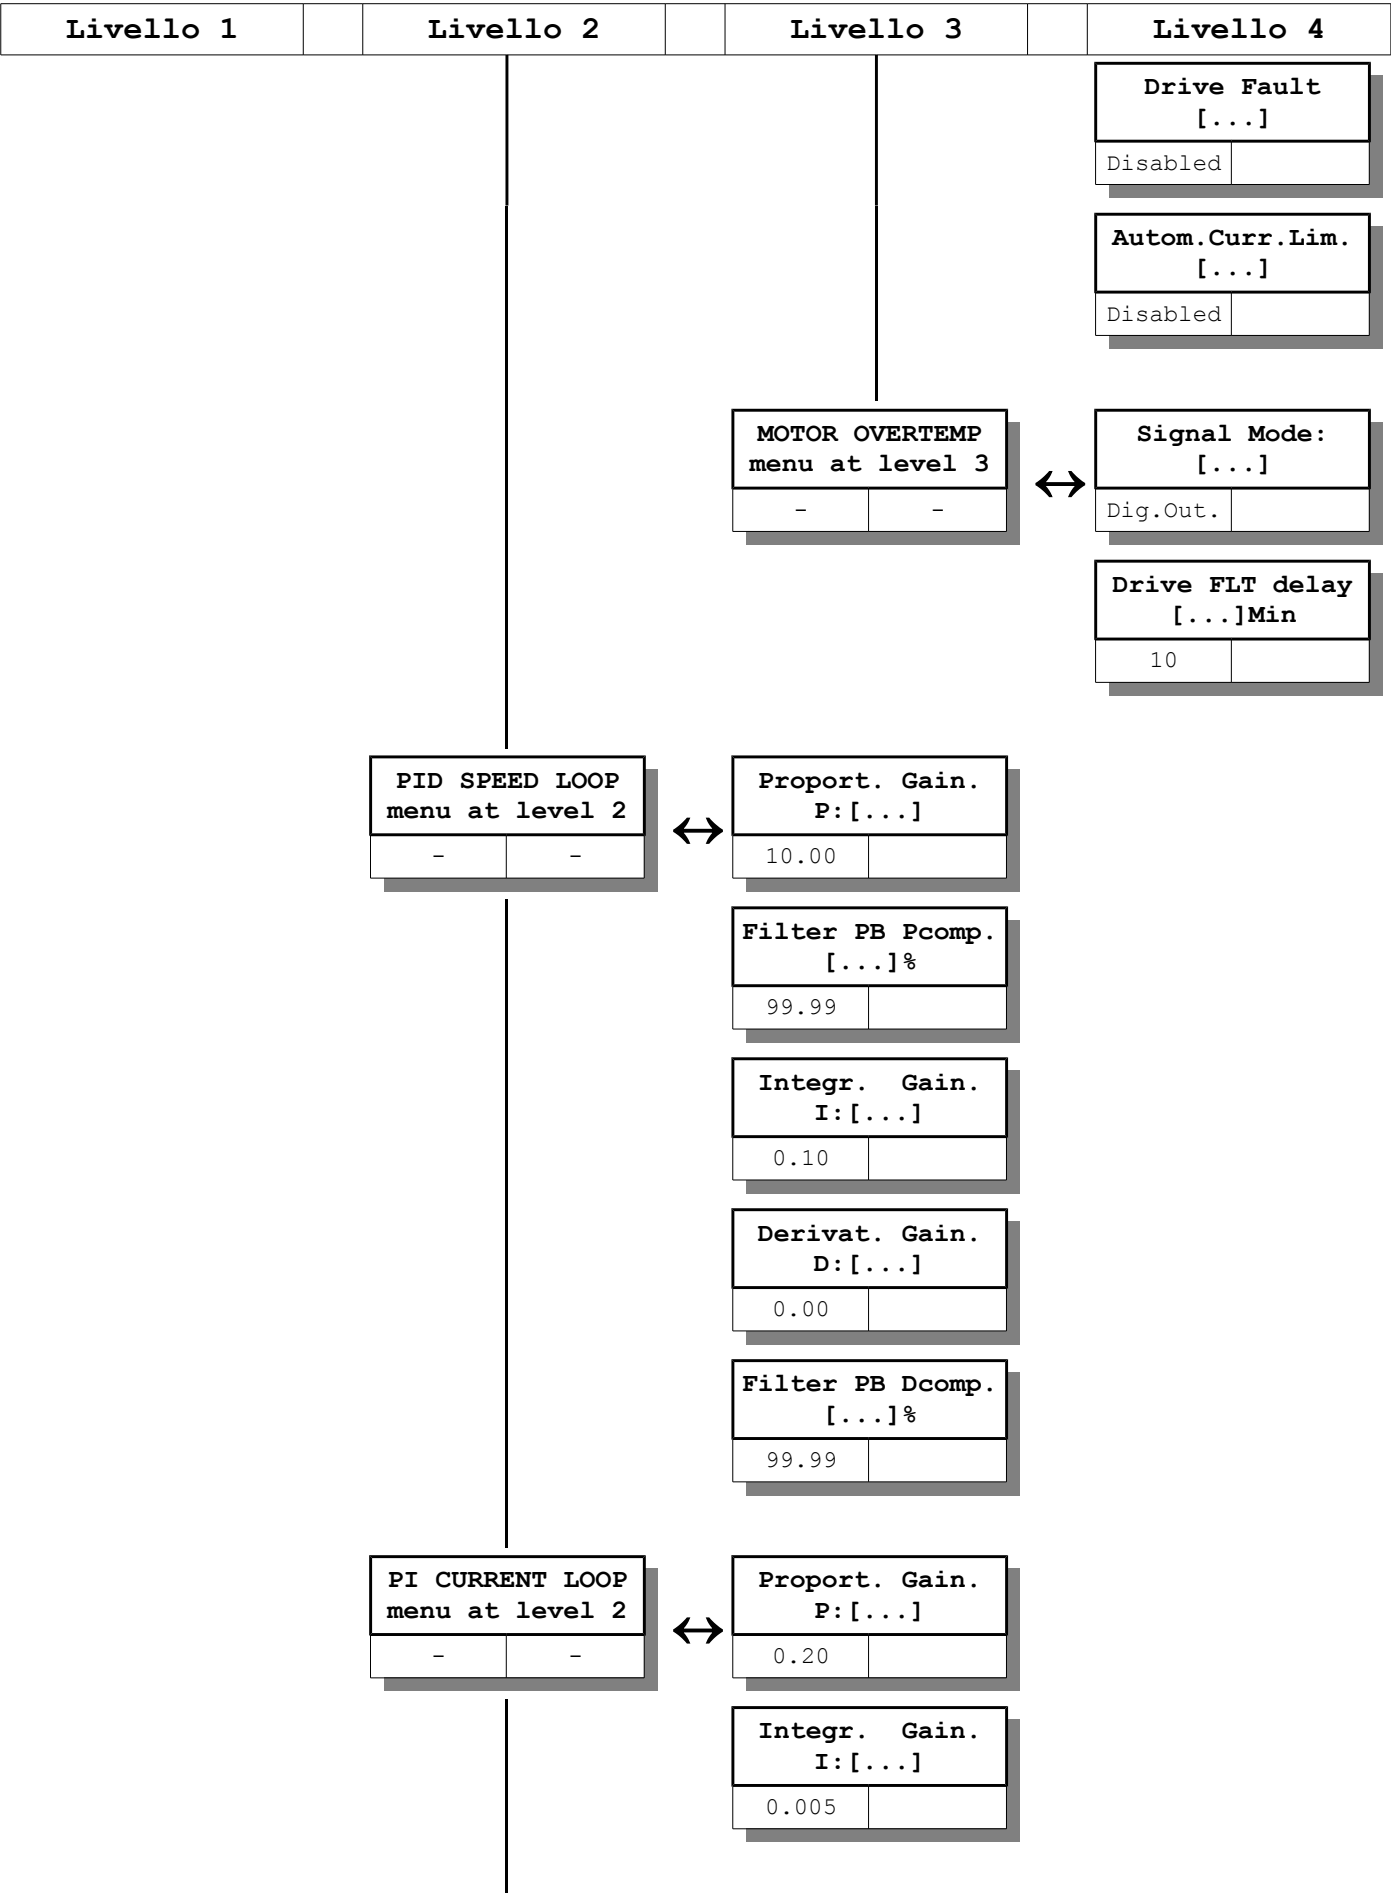 Livello 1 Livello 2 Livello 3 Livello 4
Drive Fault
[...]
Disabled
Autom.Curr.Lim.
[...]
Disabled
MOTOR OVERTEMP
menu at level 3
- -
Signal Mode:
[...]
Dig.Out.
Drive FLT delay
[...]Min
10
PID SPEED LOOP
menu at level 2
- -
Proport. Gain.
P:[...]
10.00
Filter PB Pcomp.
[...]%
99.99
Integr.  Gain.
I:[...]
0.10
Derivat. Gain.
D:[...]
0.00
Filter PB Dcomp.
[...]%
99.99
PI CURRENT LOOP
menu at level 2
- -
Proport. Gain.
P:[...]
0.20
Integr.  Gain.
I:[...]
0.005